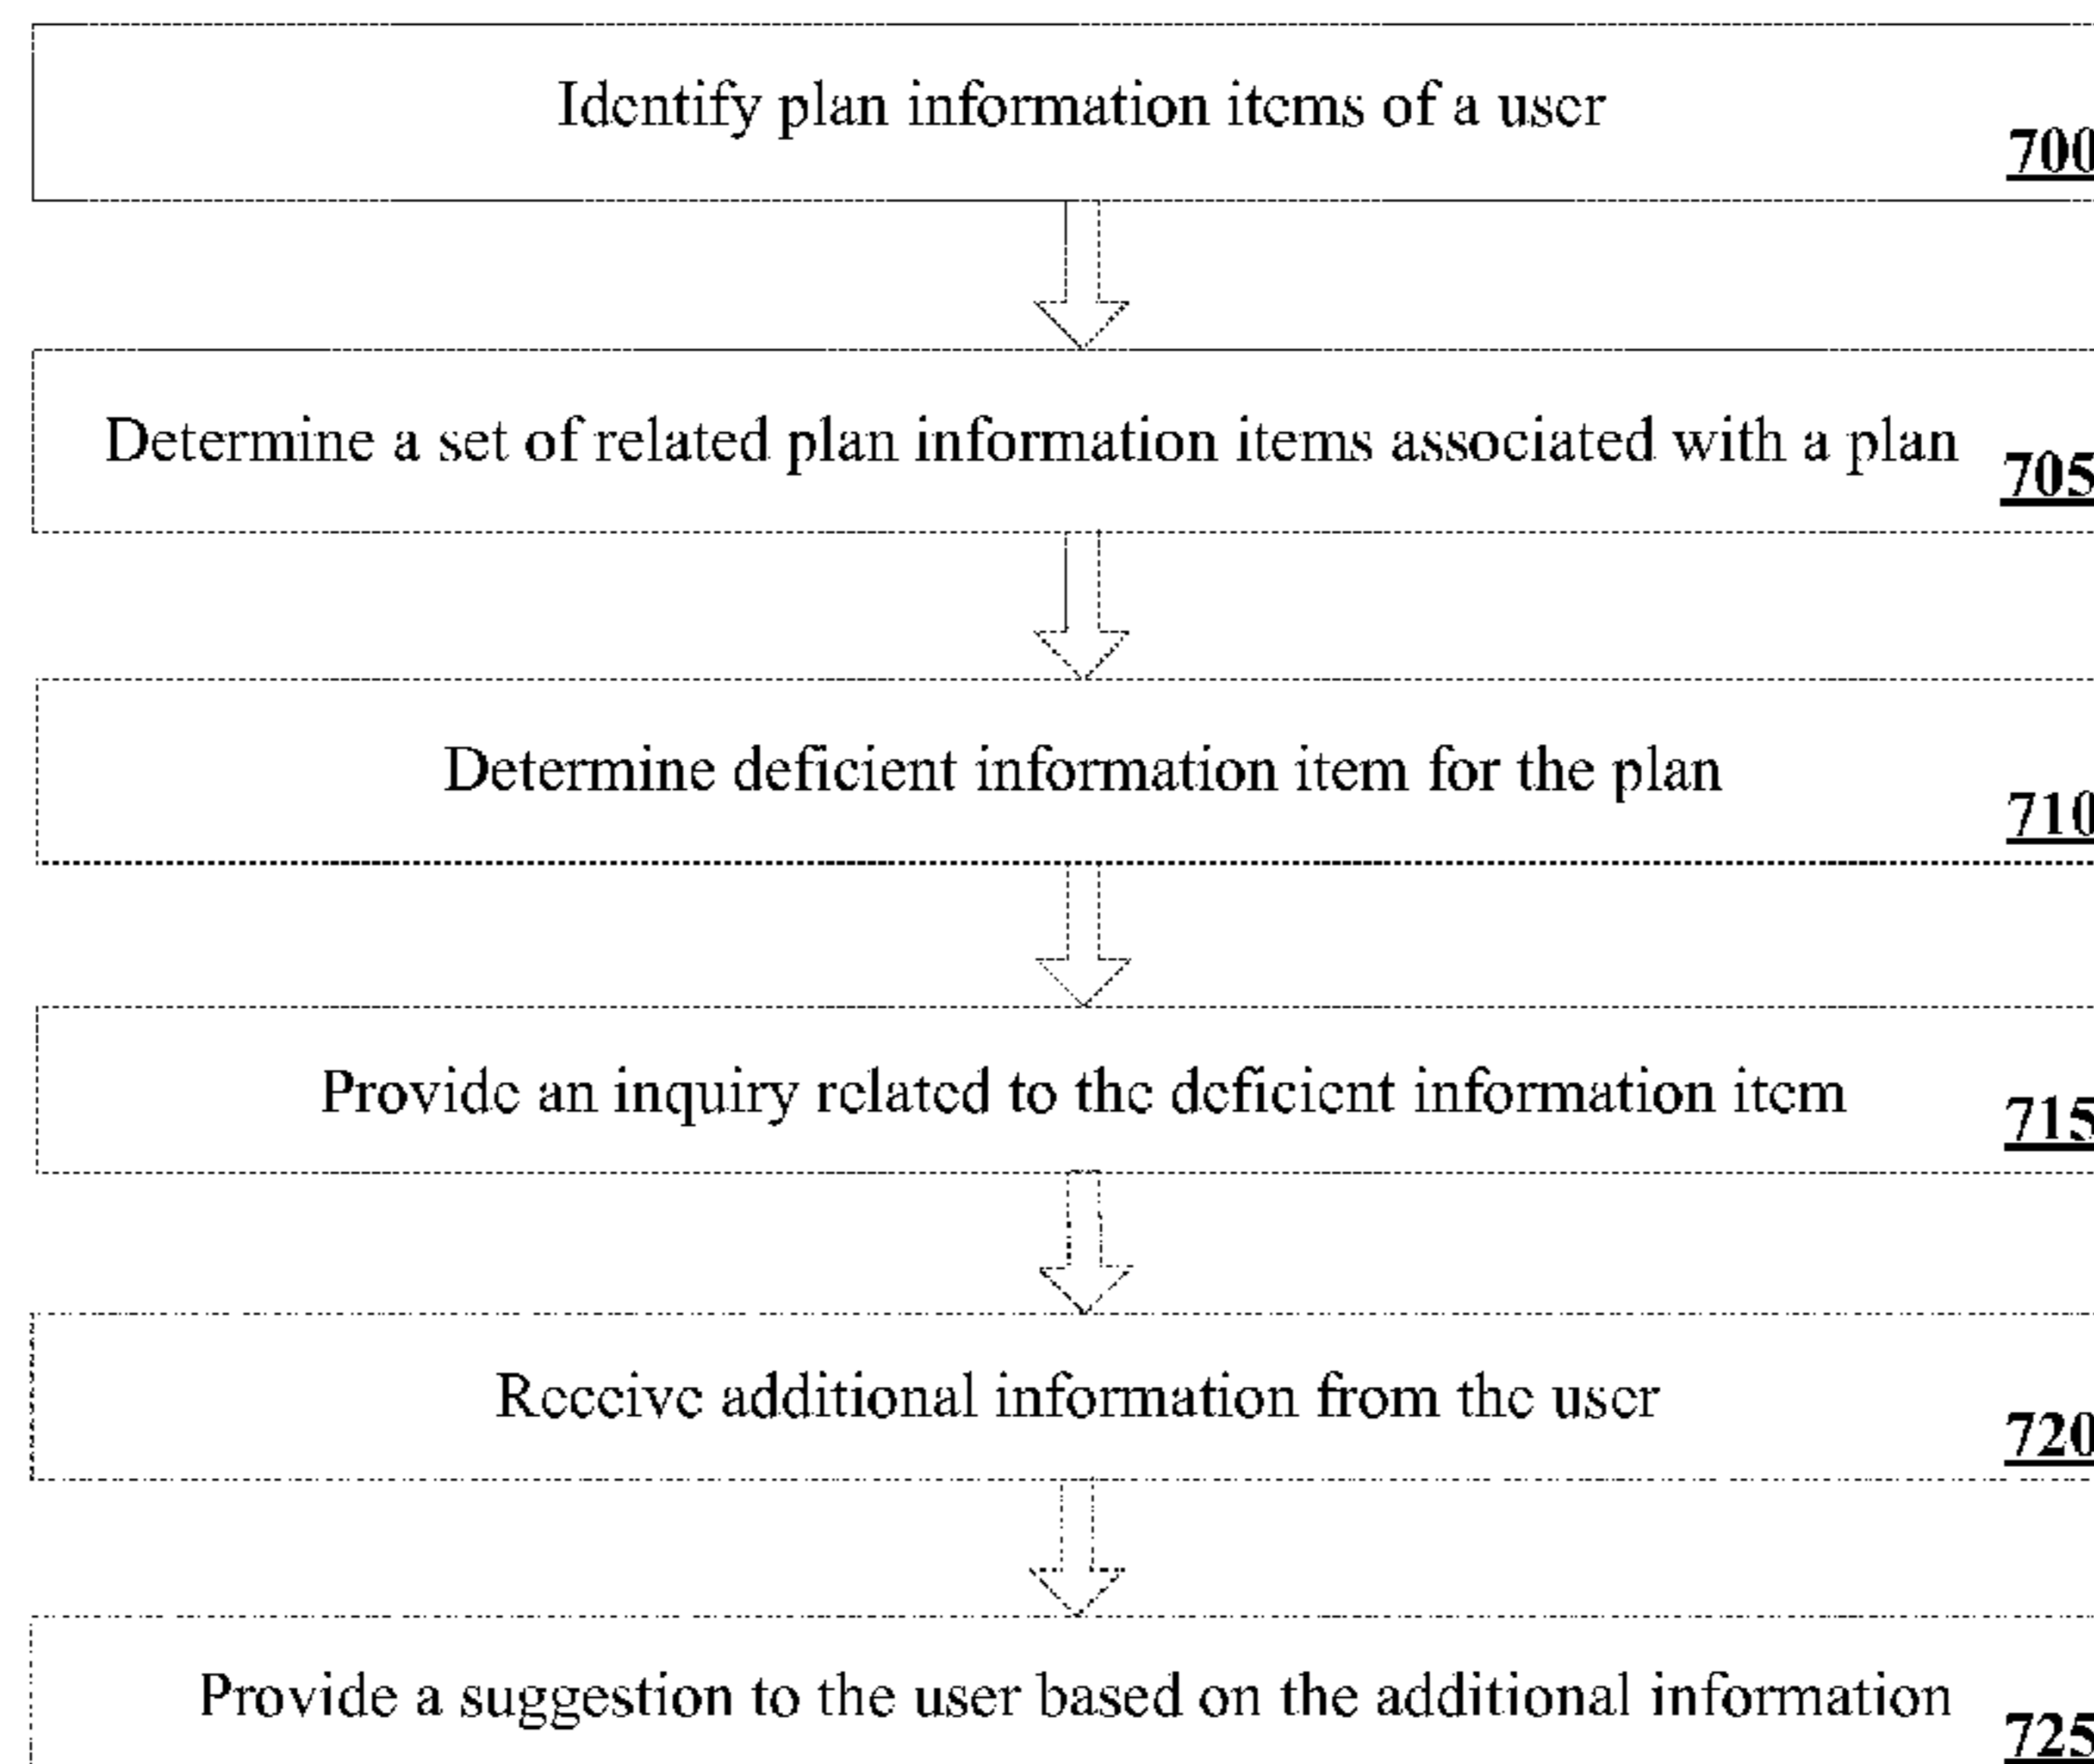 Identify plan information items of a user
700
Determine a set of related plan information items associated with a plan
705
Determine deficient information item for the plan
710
Provide an inquiry related to the deficient information item
715
Receive additional information from the user
720
Provide a suggestion to the user based on the additional information
725